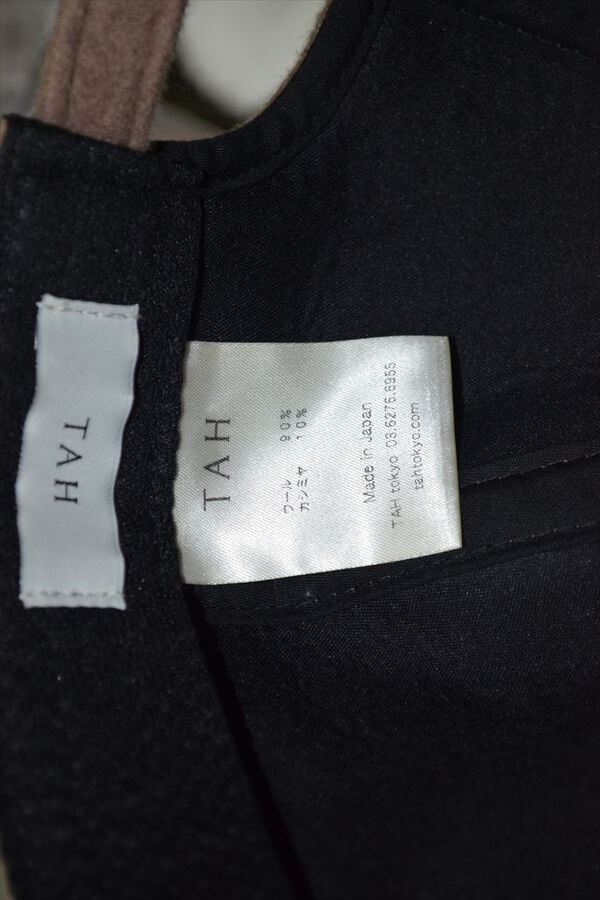 TAH
TAH
ウール 90%
カシミヤ 10%
Made in Japan
TAH tokyo 03.6276.6955
tahtokyo.com